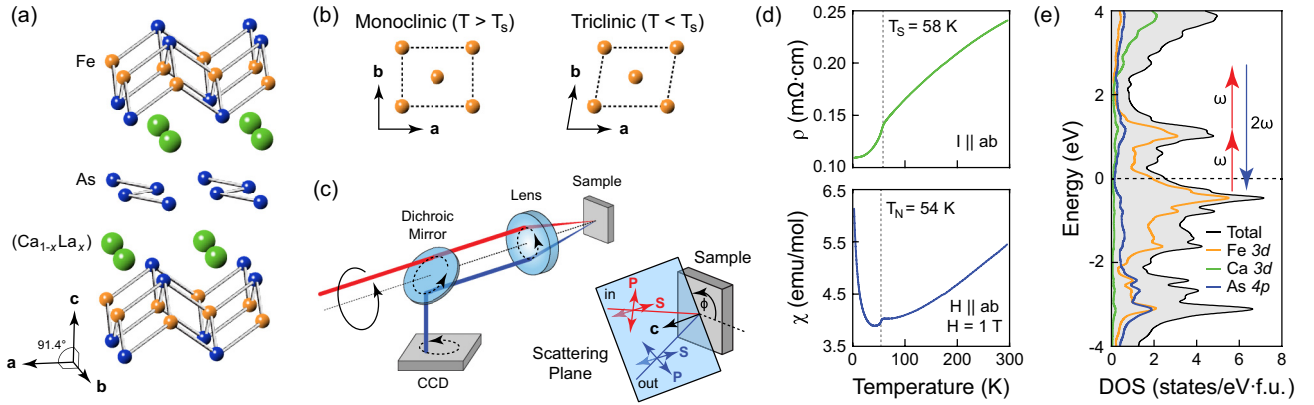 (a)
Fe
As
(Ca1-xLax)
c
91.4°
a
b
(b)
Monoclinic (T > Ts)
Triclinic (T < Ts)
b
a
b
a
(c)
Dichroic
Mirror
Lens
Sample
CCD
Scattering
Plane
in
P
S
c
ϕ
Sample
S
P
out
(d)
0.25
0.20
0.15
0.10
ρ (mΩ·cm)
TS = 58 K
I || ab
6.5
5.5
4.5
3.5
χ (emu/mol)
TN = 54 K
H || ab
H = 1 T
0
100
200
300
Temperature (K)
(e)
4
2
0
-2
-4
Energy (eV)
ω
ω
2ω
Total
Fe 3d
Ca 3d
As 4p
0
2
4
6
8
DOS (states/eV·f.u.)